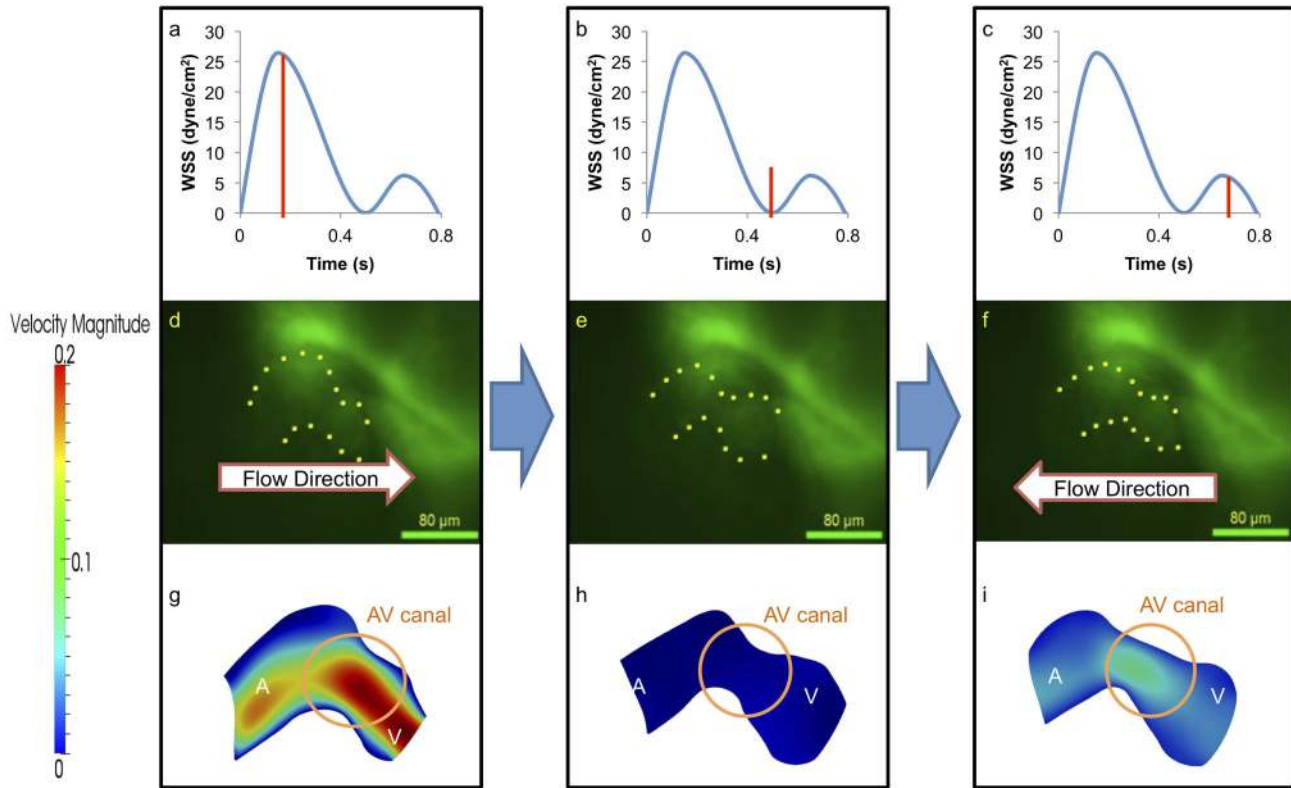 a
WSS (dyne/cm²)
30
25
20
15
10
5
0
0 0.4 0.8
Time (s)
b
WSS (dyne/cm²)
30
25
20
15
10
5
0
0 0.4 0.8
Time (s)
c
WSS (dyne/cm²)
30
25
20
15
10
5
0
0 0.4 0.8
Time (s)
Velocity Magnitude
0.2
0.1
0
d
Flow Direction
80 µm
e
80 µm
f
Flow Direction
80 µm
g
AV canal
A
V
h
AV canal
A
V
i
AV canal
A
V